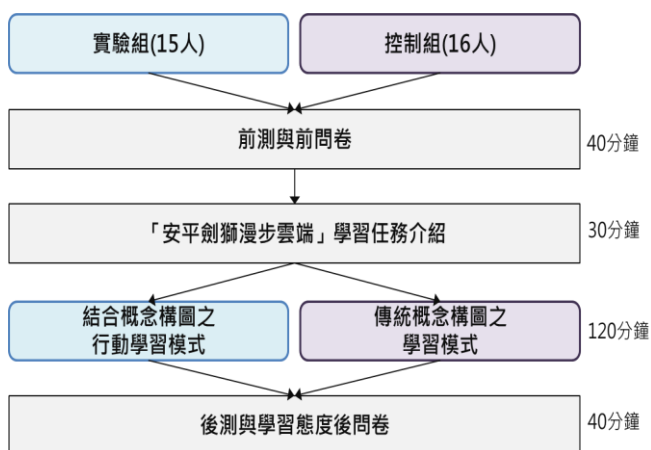 實驗組(15人)
控制組(16人)
前測與前問卷
40分鐘
「安平劍獅漫步雲端」學習任務介紹
30分鐘
結合概念構圖之
行動學習模式
傳統概念構圖之
學習模式
120分鐘
後測與學習態度後問卷
40分鐘